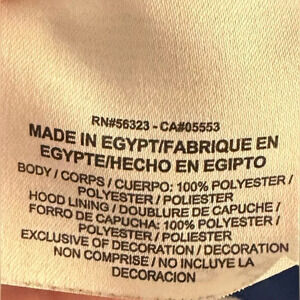 RN#56323 - CA#05553
MADE IN EGYPT/FABRIQUE EN
EGYPTE/HECHO EN EGIPTO
BODY / CORPS / CUERPO: 100% POLYESTER /
POLYESTER / POLIESTER
HOOD LINING / DOUBLURE DE CAPUCHE /
FORRO DE CAPUCHA: 100% POLYESTER /
POLYESTER / POLIESTER
EXCLUSIVE OF DECORATION / DECORATION
NON COMPRISE / NO INCLUYE LA
DECORACION